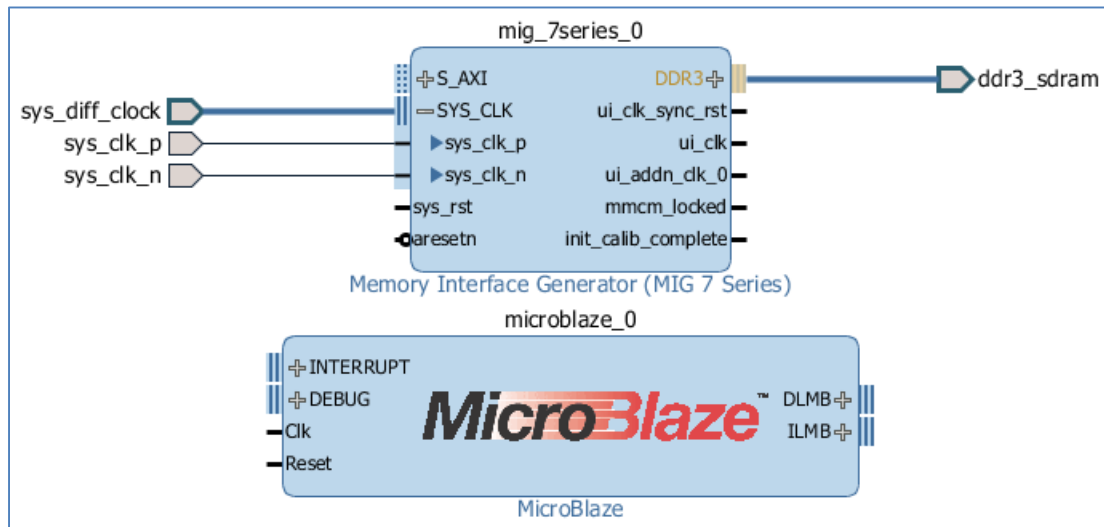 mig_7series_0
S_AXI
DDR3
ddr3_sdram
sys_diff_clock
SYS_CLK
ui_clk_sync_rst
sys_clk_p
sys_clk_p
ui_clk
sys_clk_n
sys_clk_n
ui_addn_clk_0
sys_rst
mmcm_locked
aresetn
init_calib_complete
Memory Interface Generator (MIG 7 Series)
microblaze_0
INTERRUPT
DEBUG
Clk
Reset
MicroBlaze™
DLMB
ILMB
MicroBlaze